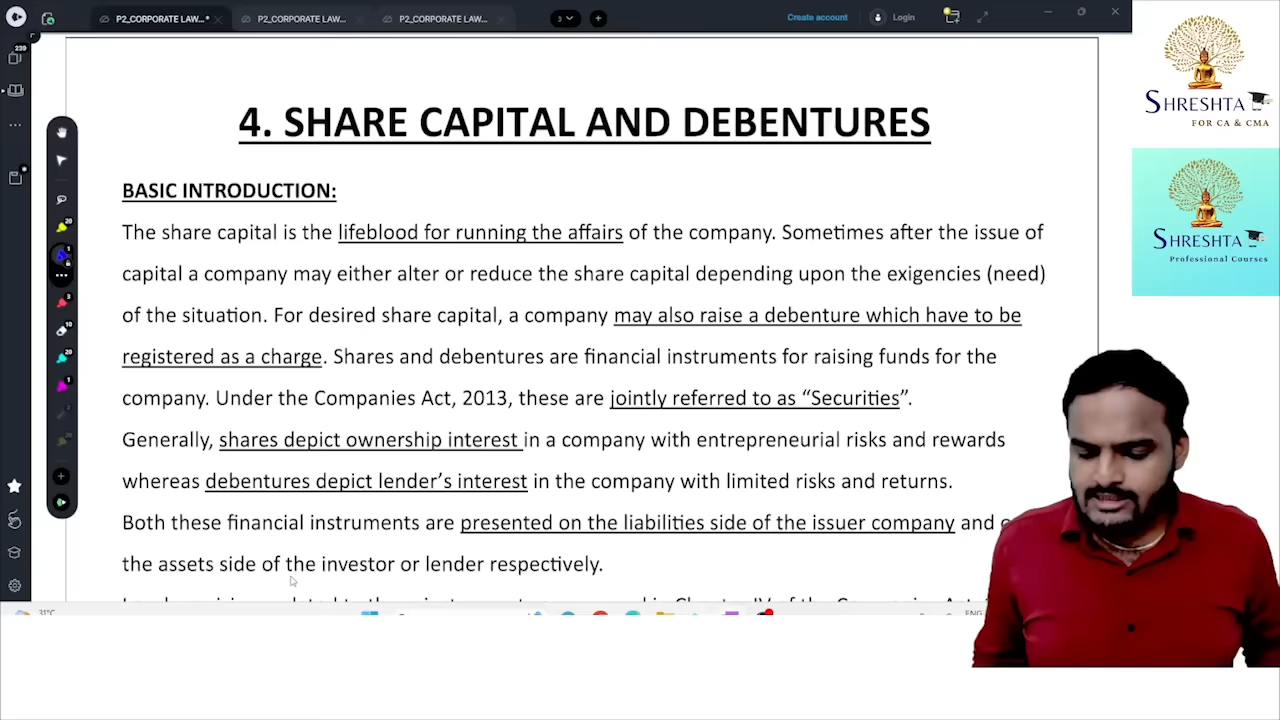 P2_CORPORATE LAW...*
P2_CORPORATE LAW...
P2_CORPORATE LAW...
3
Create account
Login
239
4. SHARE CAPITAL AND DEBENTURES
BASIC INTRODUCTION:
The share capital is the lifeblood for running the affairs of the company. Sometimes after the issue of
capital a company may either alter or reduce the share capital depending upon the exigencies (need)
of the situation. For desired share capital, a company may also raise a debenture which have to be
registered as a charge. Shares and debentures are financial instruments for raising funds for the
company. Under the Companies Act, 2013, these are jointly referred to as “Securities”.
Generally, shares depict ownership interest in a company with entrepreneurial risks and rewards
whereas debentures depict lender’s interest in the company with limited risks and returns.
Both these financial instruments are presented on the liabilities side of the issuer company and
the assets side of the investor or lender respectively.
SHRESHTA
FOR CA & CMA
SHRESHTA
Professional Courses